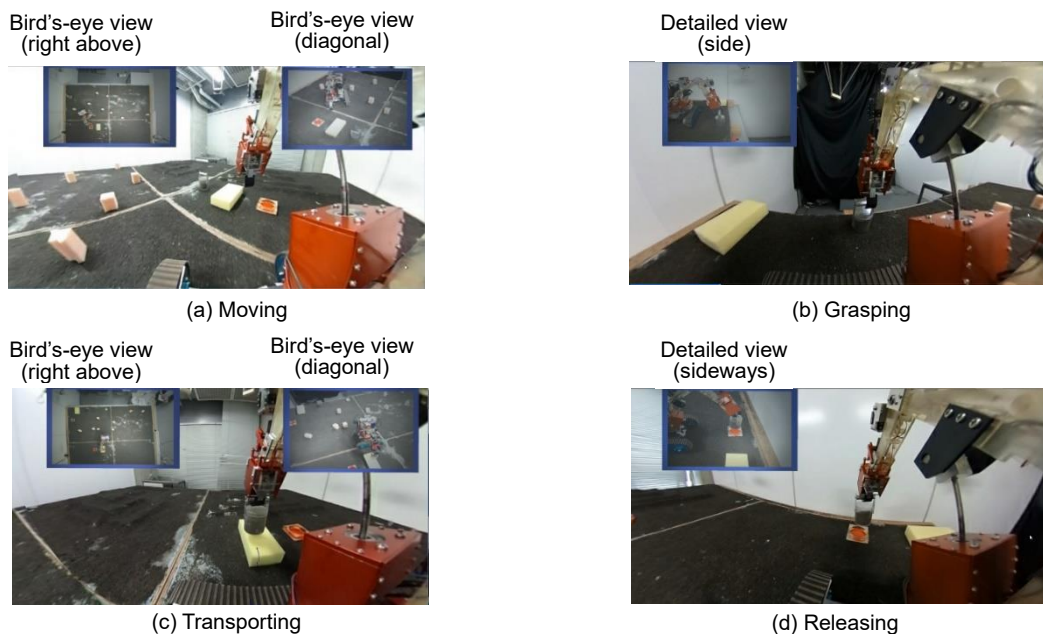 Bird's-eye view
(right above)
Bird's-eye view
(diagonal)
Detailed view
(side)
(a) Moving
(b) Grasping
Bird's-eye view
(right above)
Bird's-eye view
(diagonal)
Detailed view
(sideways)
(c) Transporting
(d) Releasing